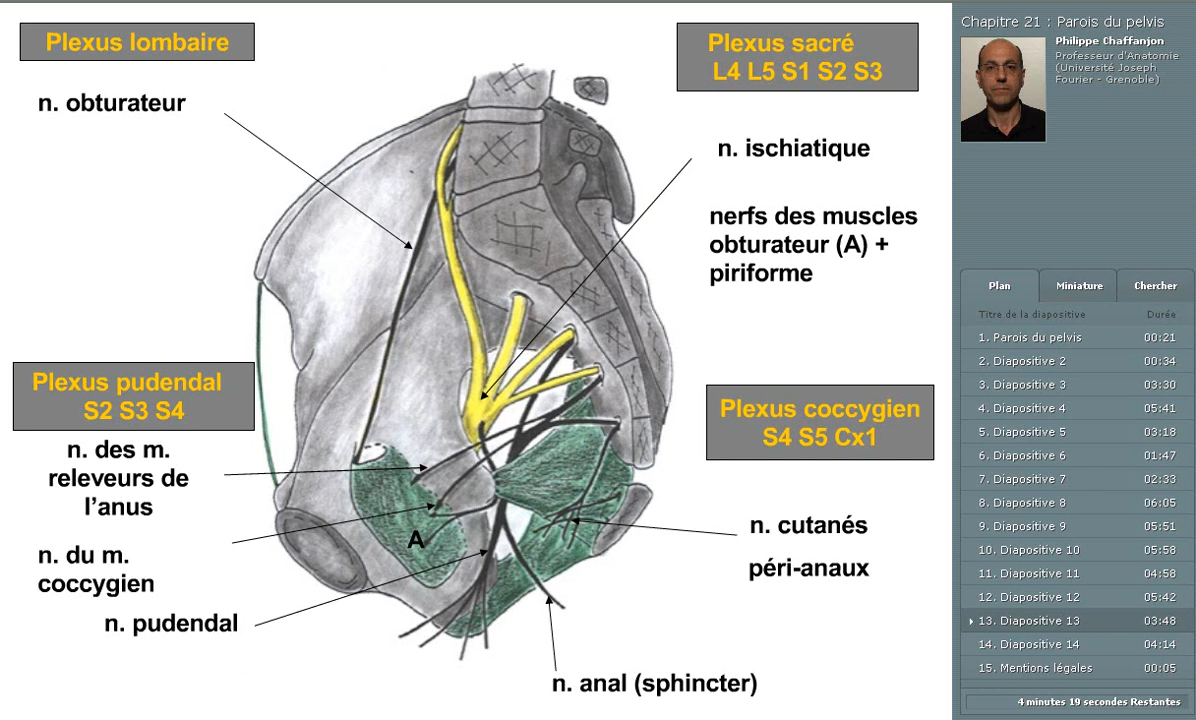 Plexus lombaire
n. obturateur
Plexus sacré
L4 L5 S1 S2 S3
n. ischiatique
nerfs des muscles
obturateur (A) +
piriforme
Plexus pudendal
S2 S3 S4
n. des m.
releveurs de
l’anus
n. du m.
coccygien
n. pudendal
A
Plexus coccygien
S4 S5 Cx1
n. cutanés
péri-anaux
n. anal (sphincter)
Chapitre 21 : Parois du pelvis
Philippe Chaffanjon
Professeur d'Anatomie
(Université Joseph
Fourier - Grenoble)
Plan Miniature Chercher
Titre de la diapositive Durée
1. Parois du pelvis 00:21
2. Diapositive 2 00:34
3. Diapositive 3 03:30
4. Diapositive 4 05:41
5. Diapositive 5 03:18
6. Diapositive 6 01:47
7. Diapositive 7 02:33
8. Diapositive 8 06:05
9. Diapositive 9 05:51
10. Diapositive 10 05:58
11. Diapositive 11 04:58
12. Diapositive 12 05:42
13. Diapositive 13 03:48
14. Diapositive 14 04:14
15. Mentions légales 00:05
4 minutes 19 secondes Restantes